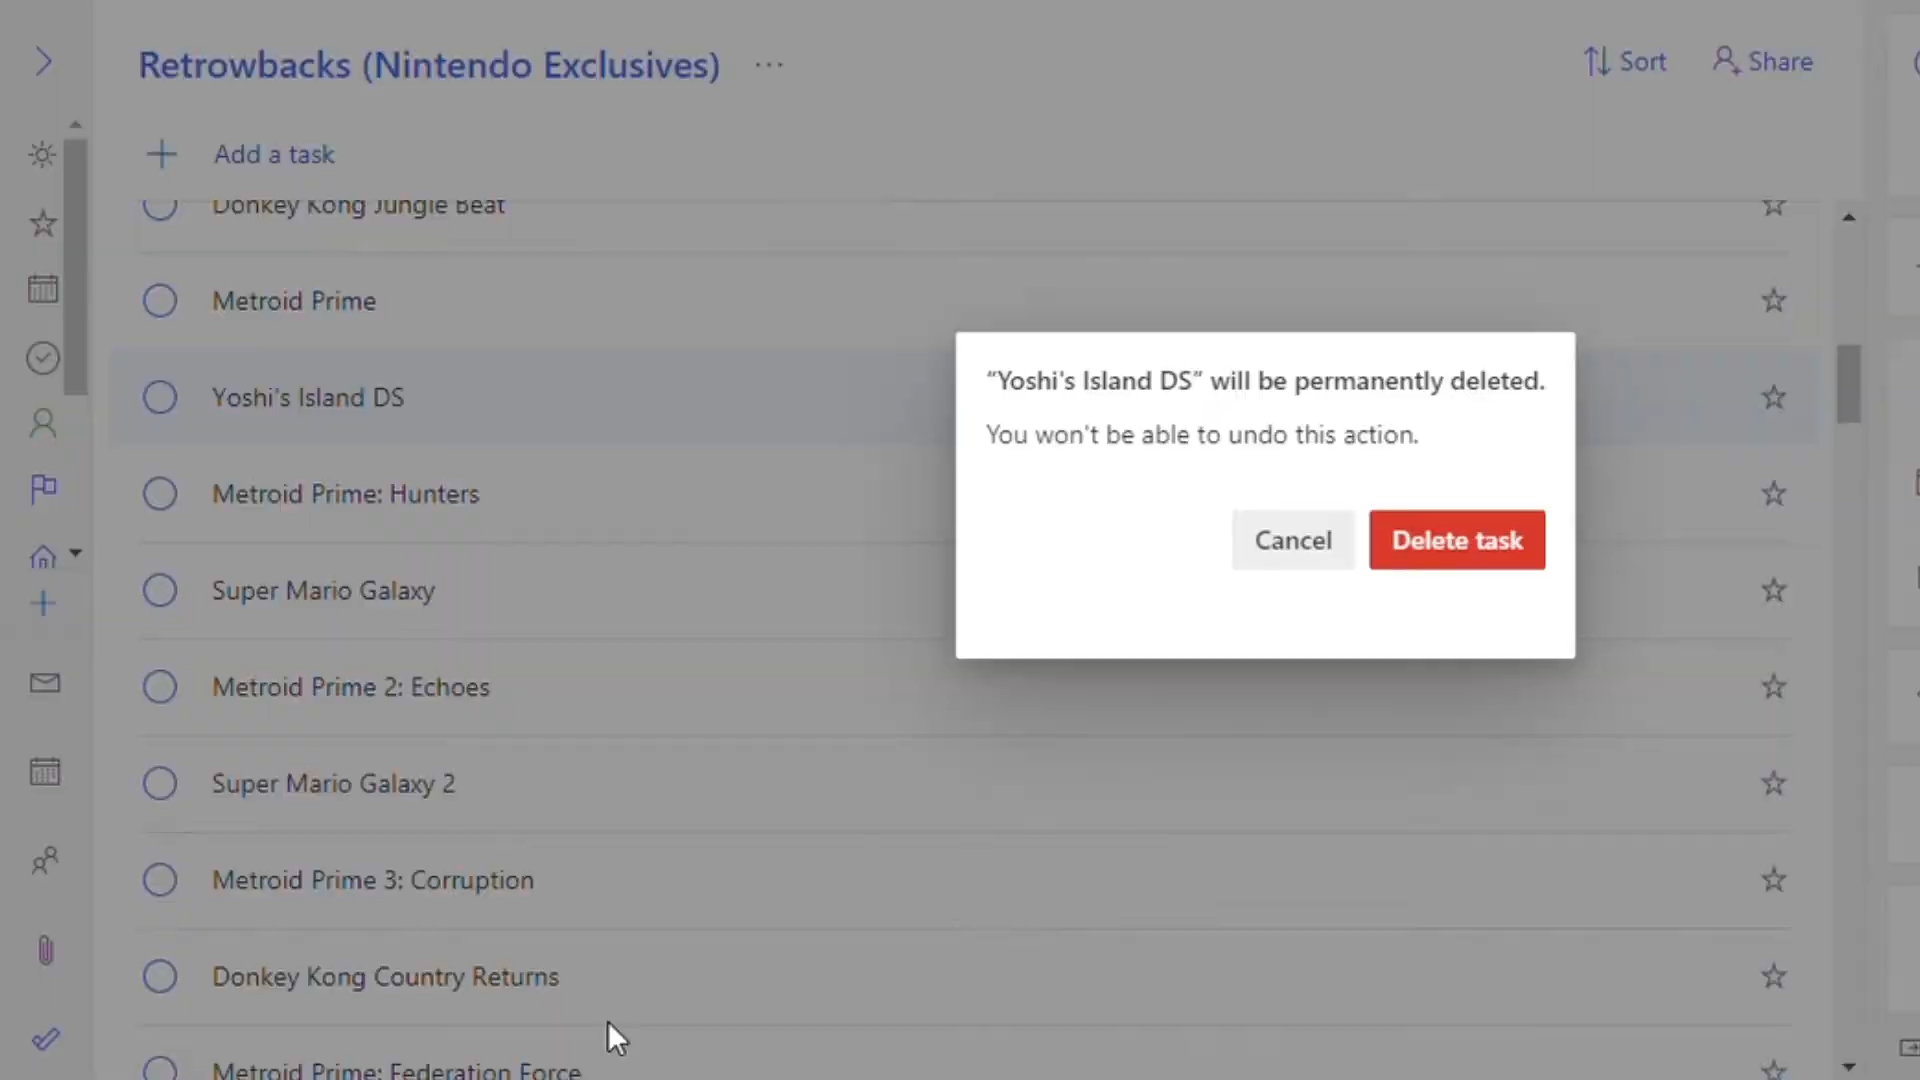 Retrowbacks (Nintendo Exclusives)
Sort
Share
Add a task
Donkey Kong Jungle Beat
Metroid Prime
Yoshi's Island DS
Metroid Prime: Hunters
Super Mario Galaxy
Metroid Prime 2: Echoes
Super Mario Galaxy 2
Metroid Prime 3: Corruption
Donkey Kong Country Returns
Metroid Prime: Federation Force
“Yoshi's Island DS” will be permanently deleted.
You won't be able to undo this action.
Cancel
Delete task